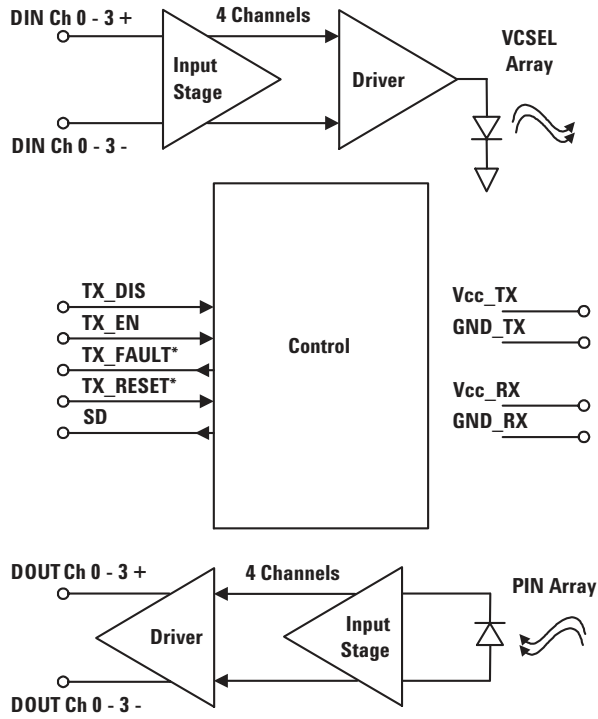 DIN Ch 0 - 3 +
4 Channels
VCSEL
Array
Input
Stage
Driver
DIN Ch 0 - 3 -
TX_DIS
TX_EN
TX_FAULT*
TX_RESET*
SD
Control
Vcc_TX
GND_TX
Vcc_RX
GND_RX
DOUT Ch 0 - 3 +
4 Channels
PIN Array
Driver
Input
Stage
DOUT Ch 0 - 3 -